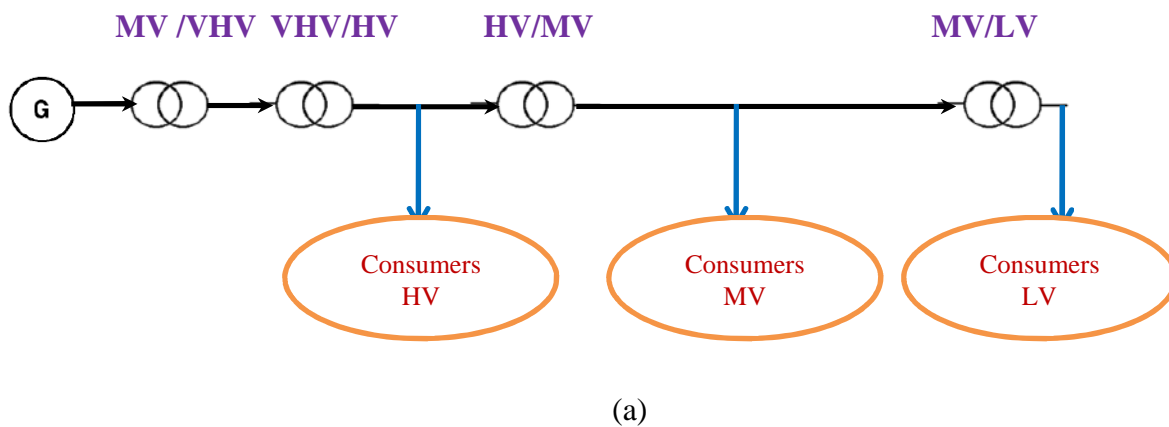 MV /VHV VHV/HV HV/MV MV/LV
G
Consumers
HV
Consumers
MV
Consumers
LV
(a)